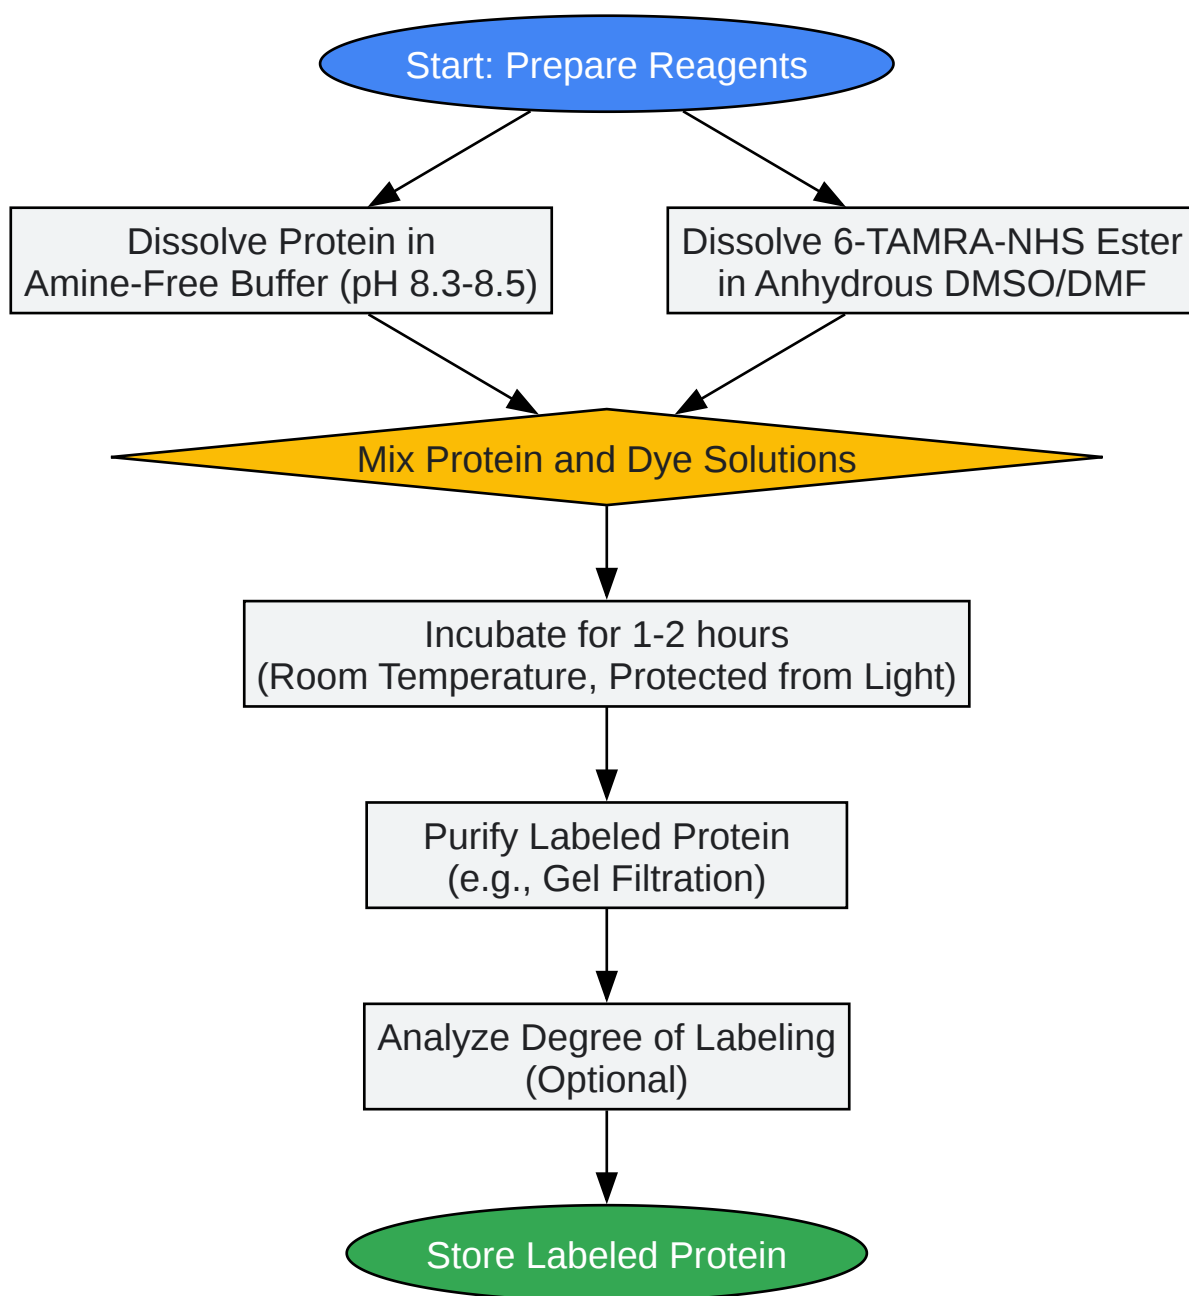 Start: Prepare Reagents
Dissolve Protein in
Amine-Free Buffer (pH 8.3-8.5)
Dissolve 6-TAMRA-NHS Ester
in Anhydrous DMSO/DMF
Mix Protein and Dye Solutions
Incubate for 1-2 hours
(Room Temperature, Protected from Light)
Purify Labeled Protein
(e.g., Gel Filtration)
Analyze Degree of Labeling
(Optional)
Store Labeled Protein